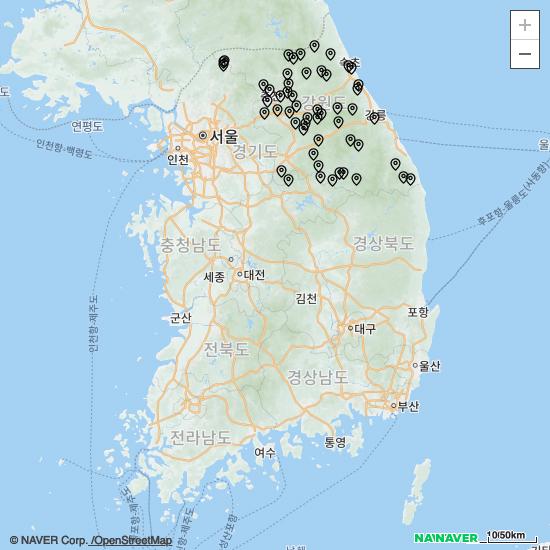 +
−
속초
강원도
강릉
연평도
인천항-백령도
서울
인천
경기도
울
후포항-울릉도(사동항)
충청남도
경상북도
세종
대전
김천
인천항-제주도
군산
포항
대구
전라북도
경상남도
울산
부산
전라남도
여수
통영
© NAVER Corp. /OpenStreetMap
NAVER
10/50km